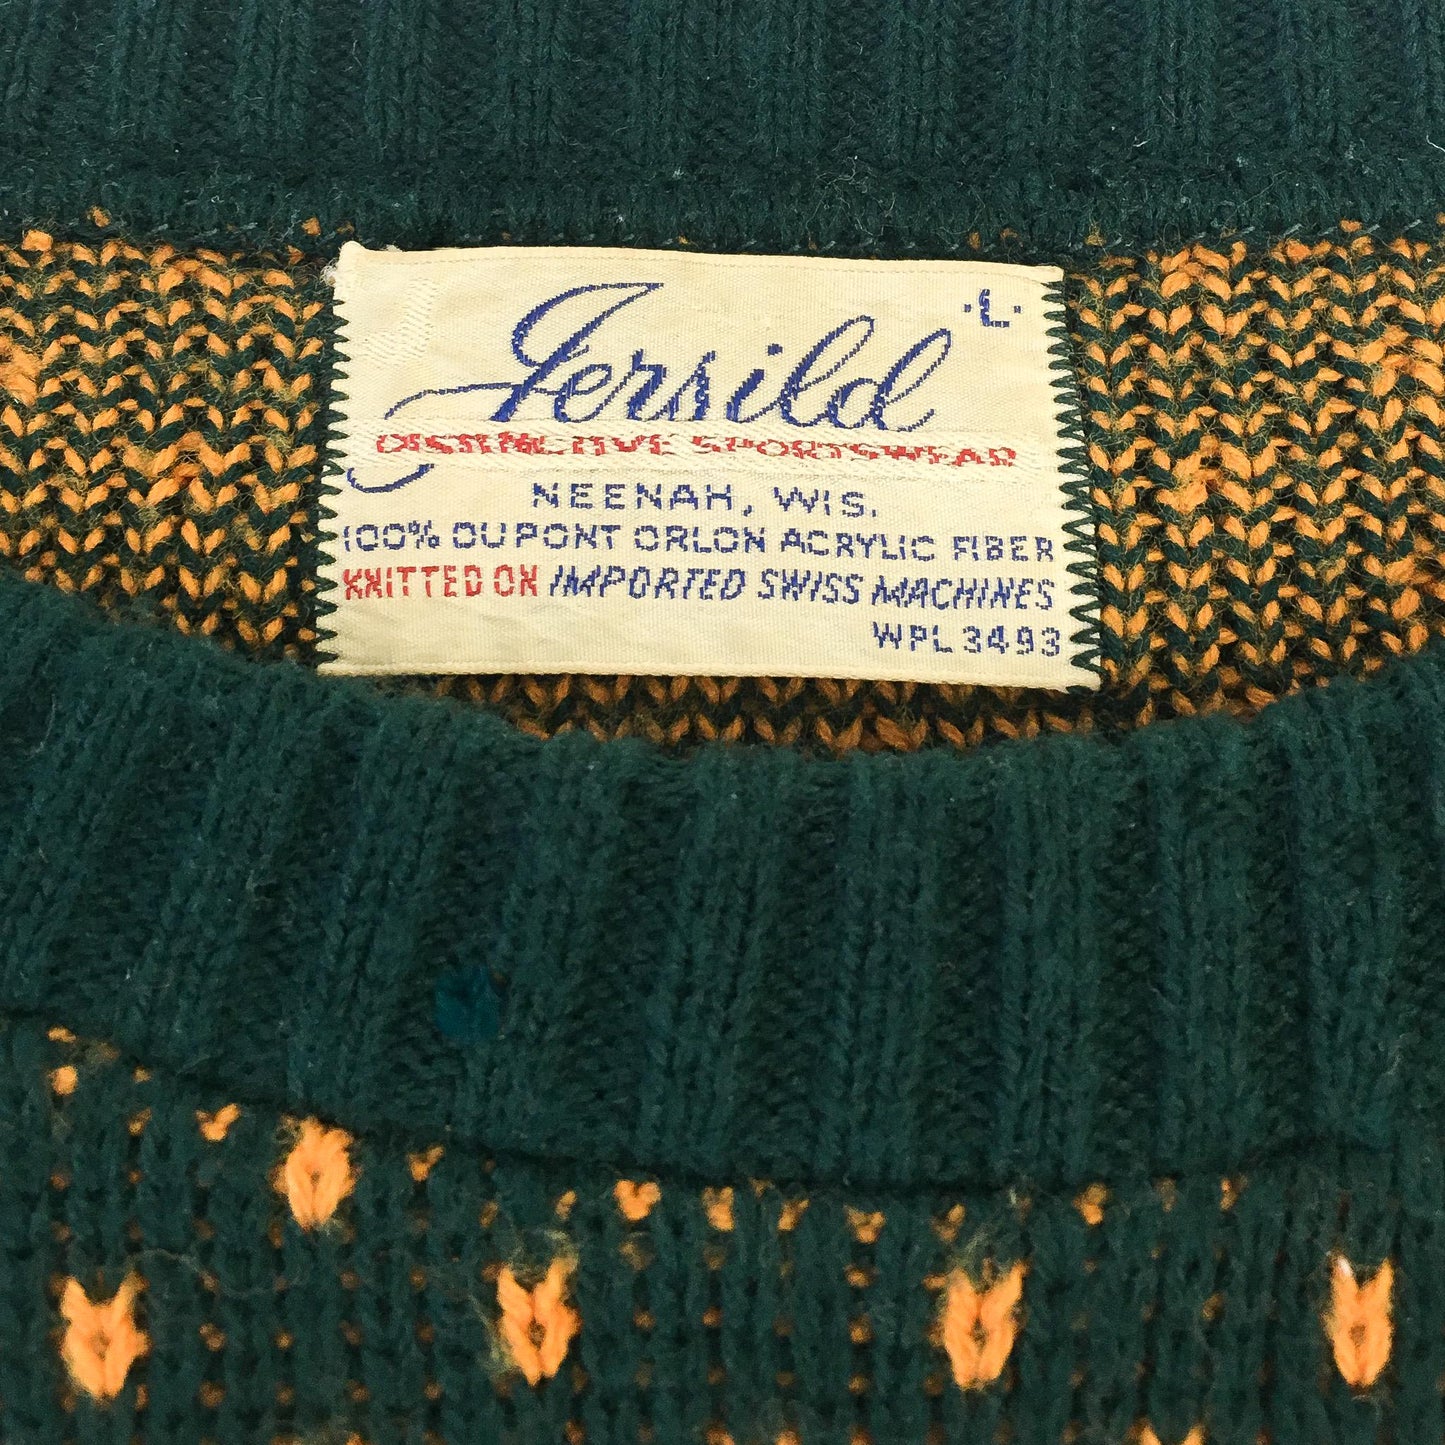 ·L·
Jersild
DISTINCTIVE SPORTSWEAR
NEENAH, WIS.
100% DUPONT ORLON ACRYLIC FIBER
KNITTED ON IMPORTED SWISS MACHINES
WPL 3493